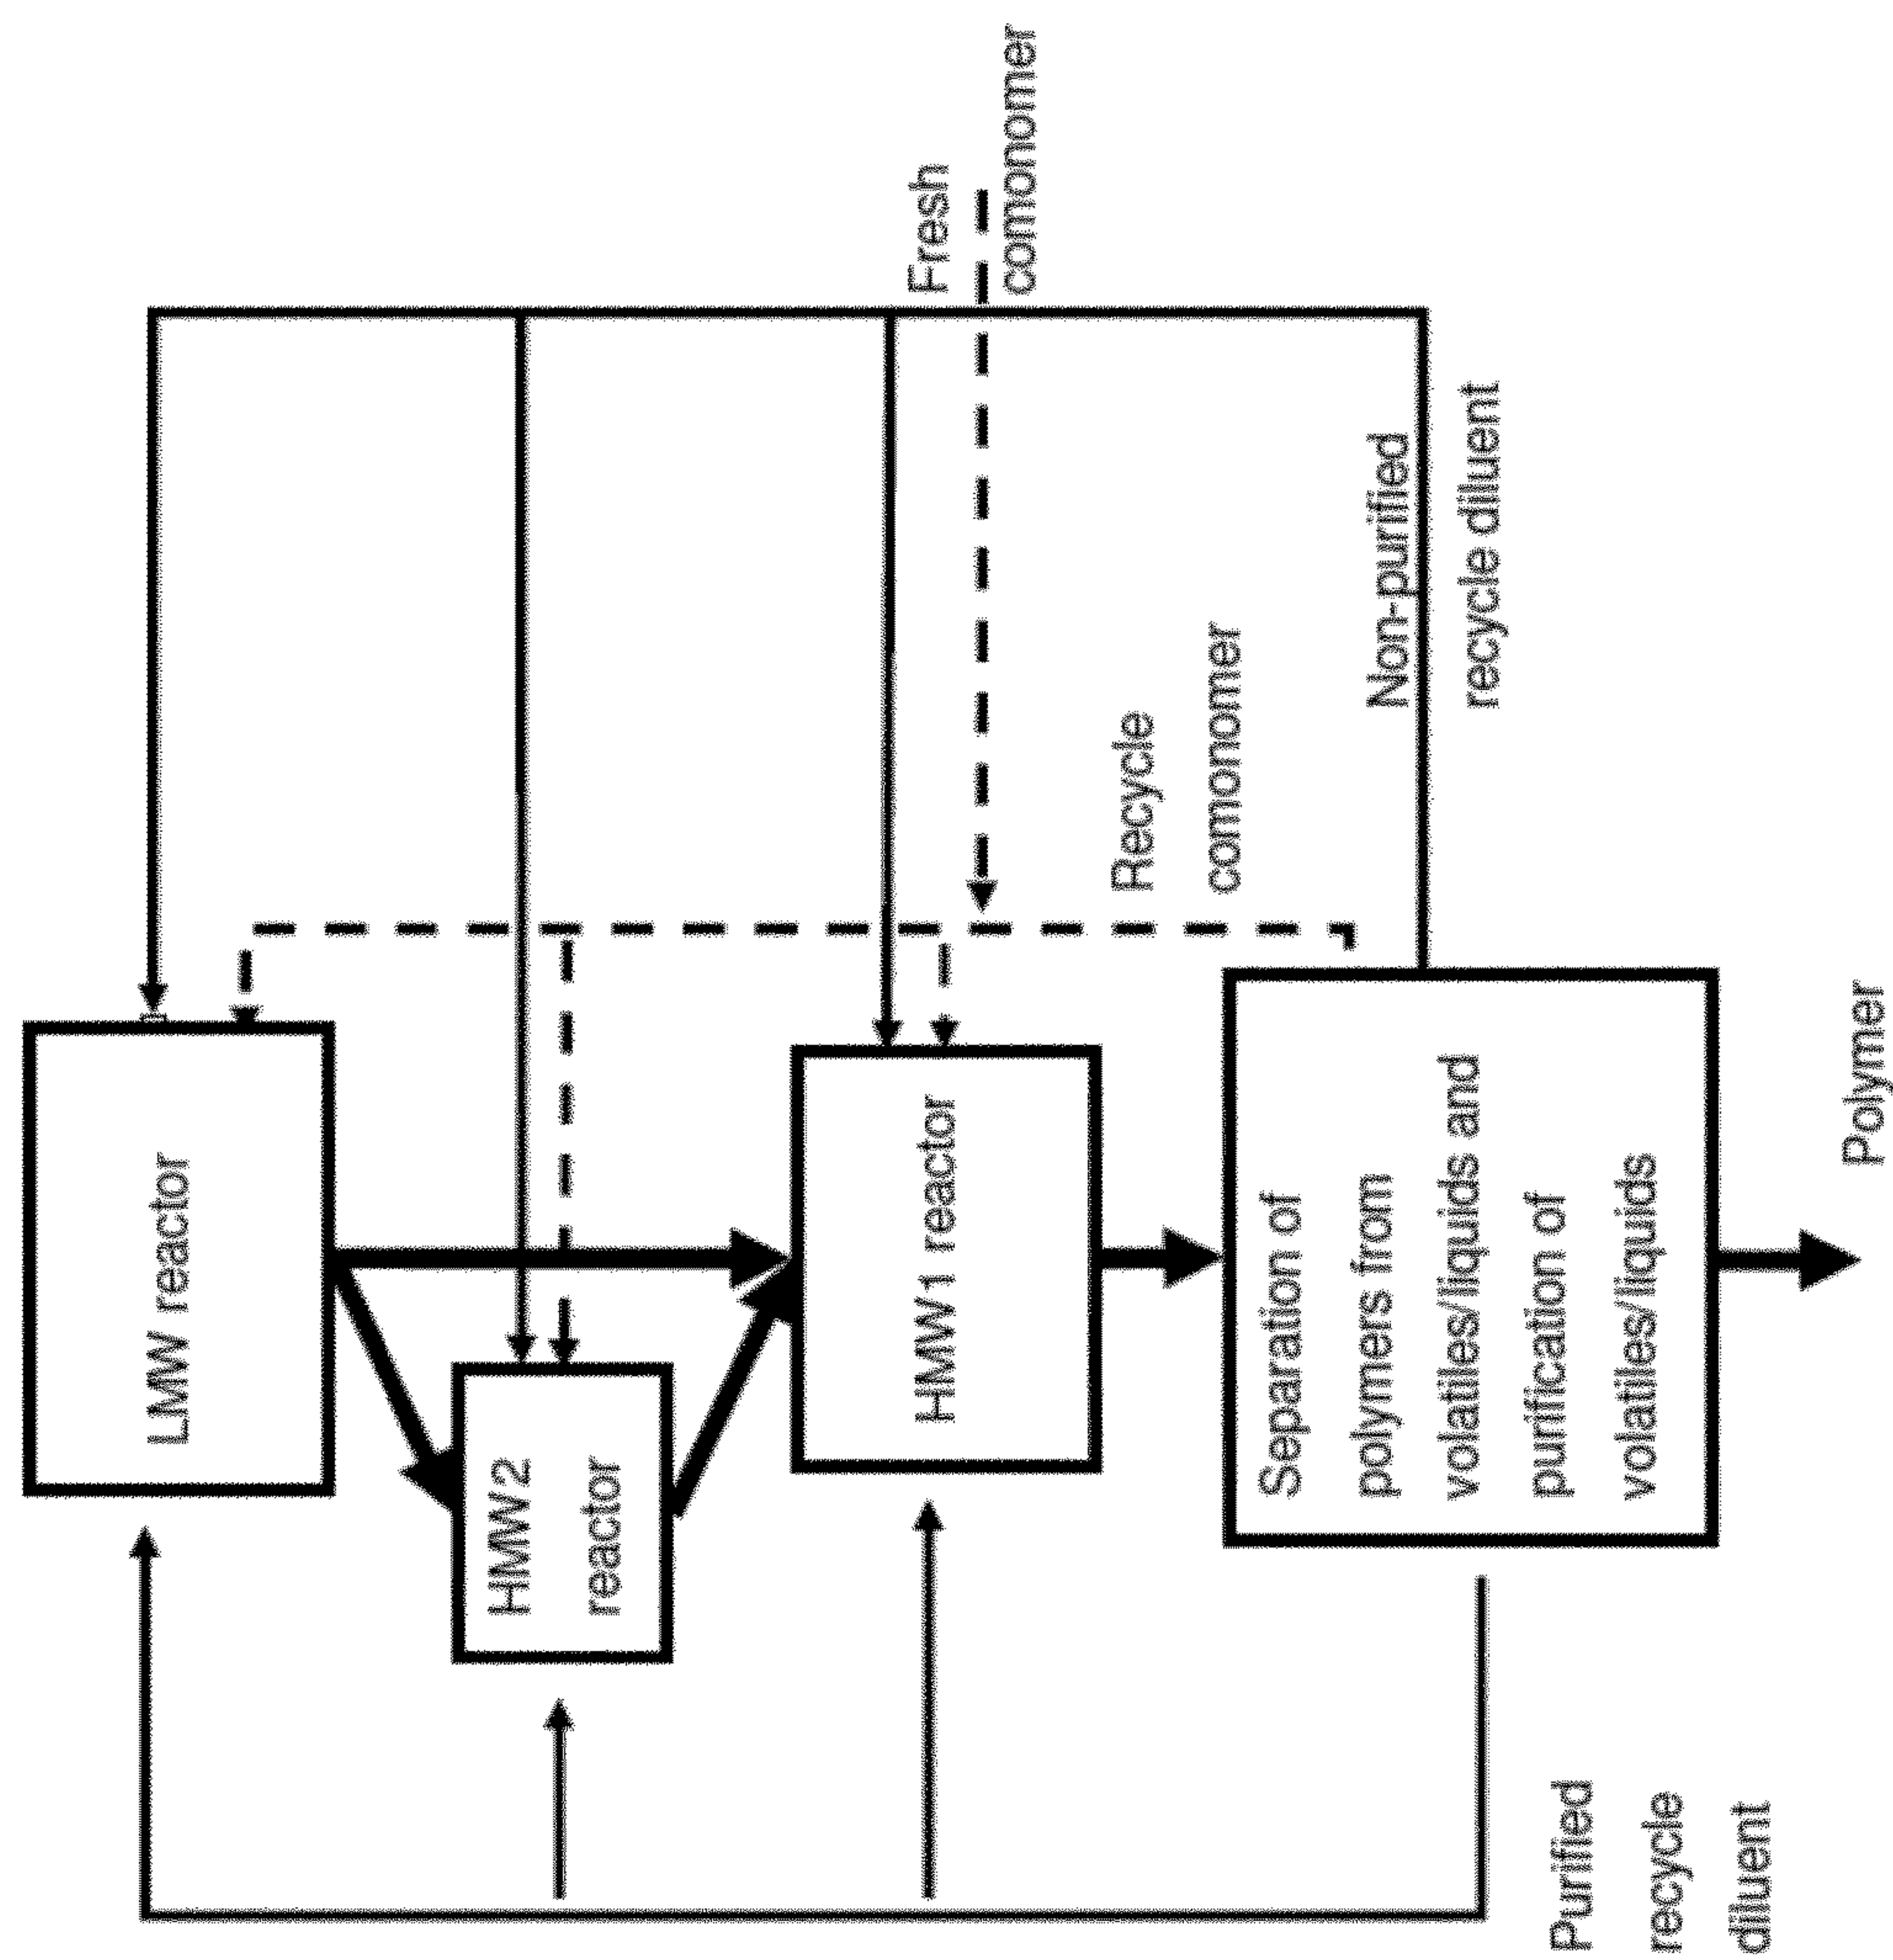 LMW reactor
HMW2
reactor
HMW1 reactor
Separation of
polymers from
volatiles/liquids and
purification of
volatiles/liquids
Polymer
Fresh
comonomer
Recycle
comonomer
Non-purified
recycle diluent
Purified
recycle
diluent